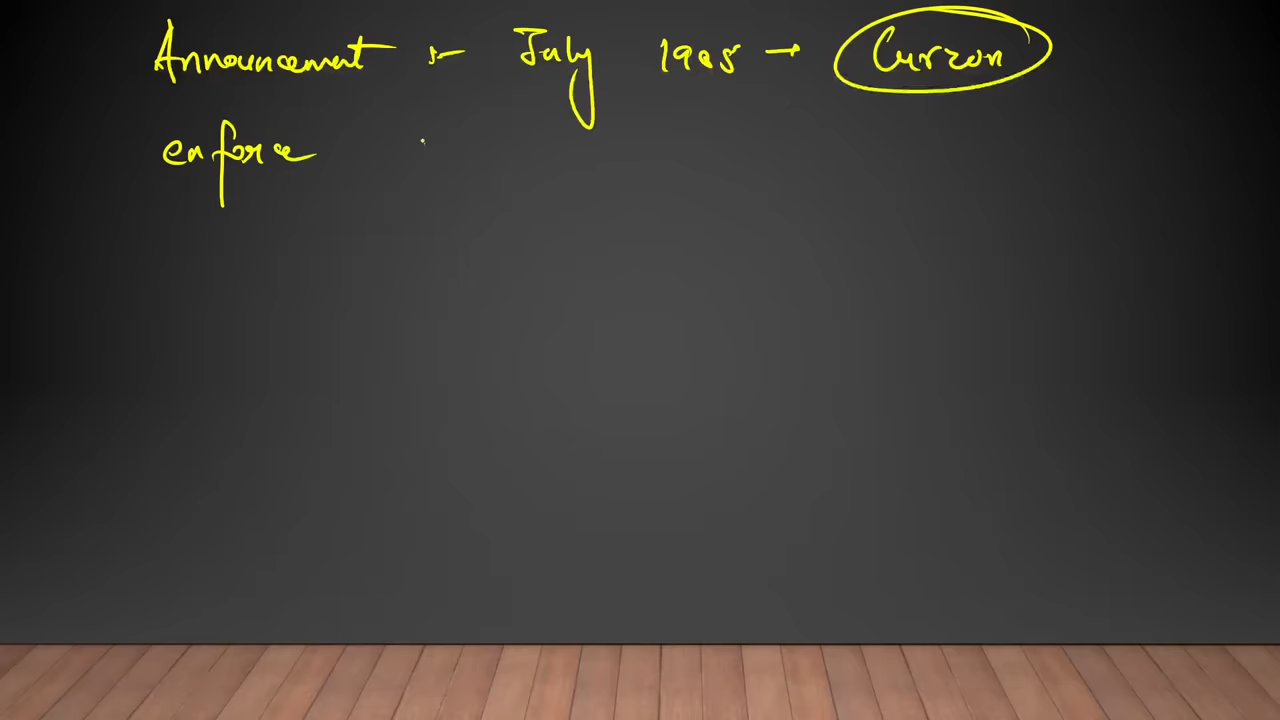 Announcement :- July 1905 → Curzon
enforce